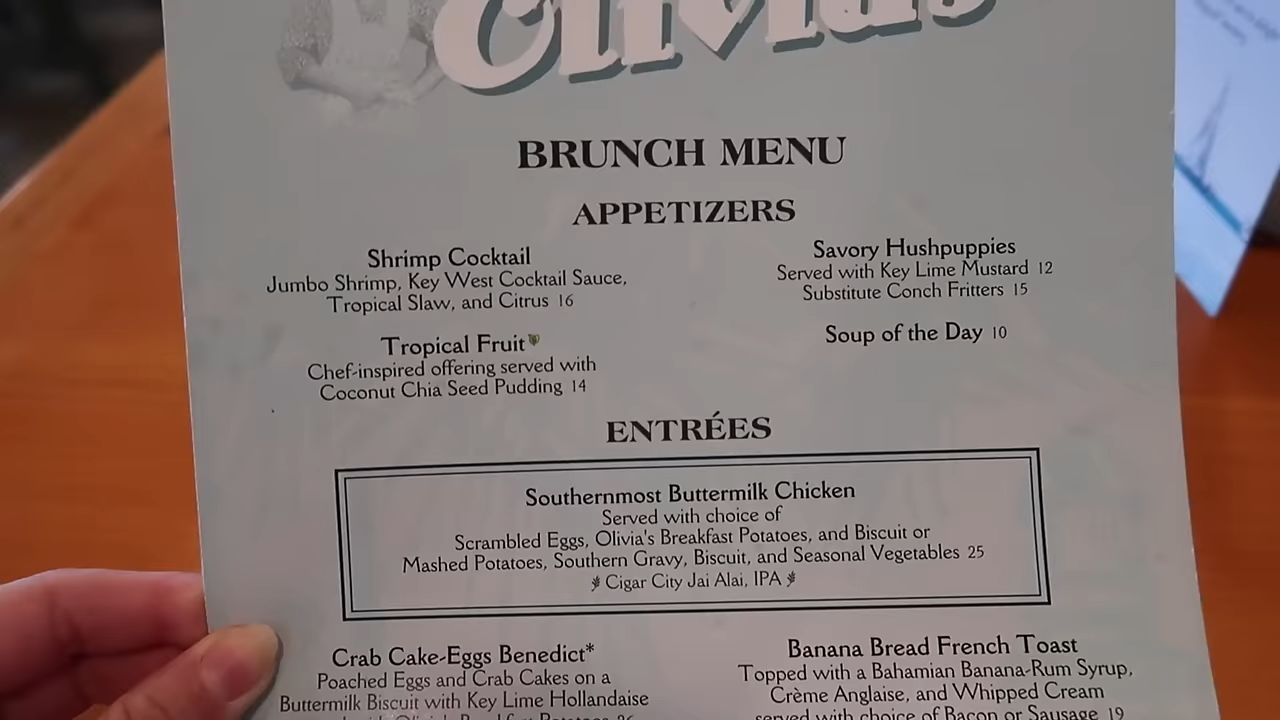 Olivia's
BRUNCH MENU
APPETIZERS
Shrimp Cocktail
Jumbo Shrimp, Key West Cocktail Sauce,
Tropical Slaw, and Citrus 16
Tropical Fruit
Chef-inspired offering served with
Coconut Chia Seed Pudding 14
Savory Hushpuppies
Served with Key Lime Mustard 12
Substitute Conch Fritters 15
Soup of the Day 10
ENTRÉES
Southernmost Buttermilk Chicken
Served with choice of
Scrambled Eggs, Olivia's Breakfast Potatoes, and Biscuit or
Mashed Potatoes, Southern Gravy, Biscuit, and Seasonal Vegetables 25
Cigar City Jai Alai, IPA
Crab Cake-Eggs Benedict*
Poached Eggs and Crab Cakes on a
Buttermilk Biscuit with Key Lime Hollandaise
Banana Bread French Toast
Topped with a Bahamian Banana-Rum Syrup,
Crème Anglaise, and Whipped Cream
served with choice of Bacon or Sausage 19